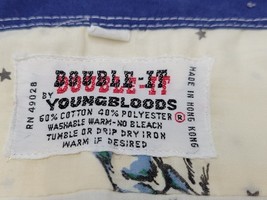 DOUBLE-IT
BY YOUNGBLOODS ®
60% COTTON 40% POLYESTER
WASHABLE WARM-NO BLEACH
TUMBLE OR DRIP DRY IRON
WARM IF DESIRED
RN 49028
MADE IN HONG KONG